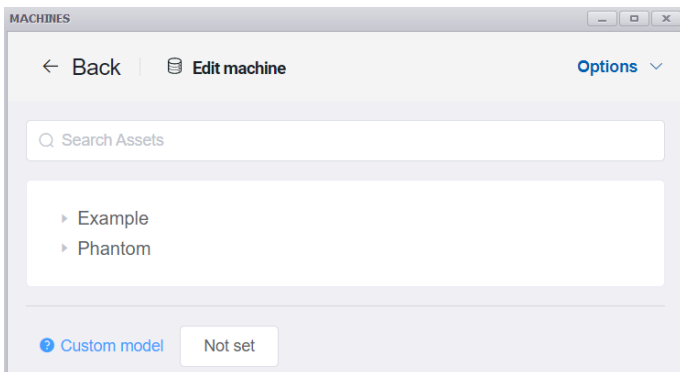 MACHINES
Back Edit machine Options
Search Assets
Example
Phantom
? Custom model Not set